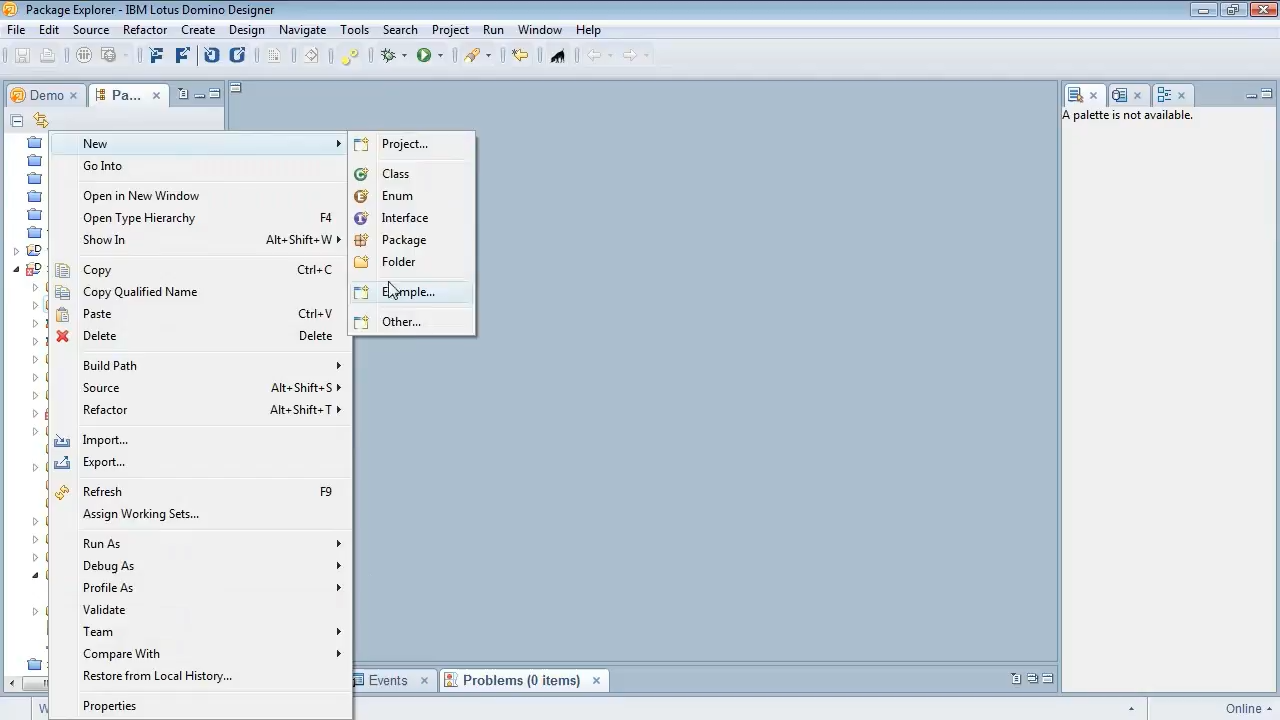 Package Explorer - IBM Lotus Domino Designer
File Edit Source Refactor Create Design Navigate Tools Search Project Run Window Help
Demo Pa...
A palette is not available.
New
Go Into
Open in New Window
Open Type Hierarchy F4
Show In Alt+Shift+W
Copy Ctrl+C
Copy Qualified Name
Paste Ctrl+V
Delete Delete
Build Path
Source Alt+Shift+S
Refactor Alt+Shift+T
Import...
Export...
Refresh F9
Assign Working Sets...
Run As
Debug As
Profile As
Validate
Team
Compare With
Restore from Local History...
Properties
Project...
Class
Enum
Interface
Package
Folder
Example...
Other...
Events Problems (0 items)
W
Online